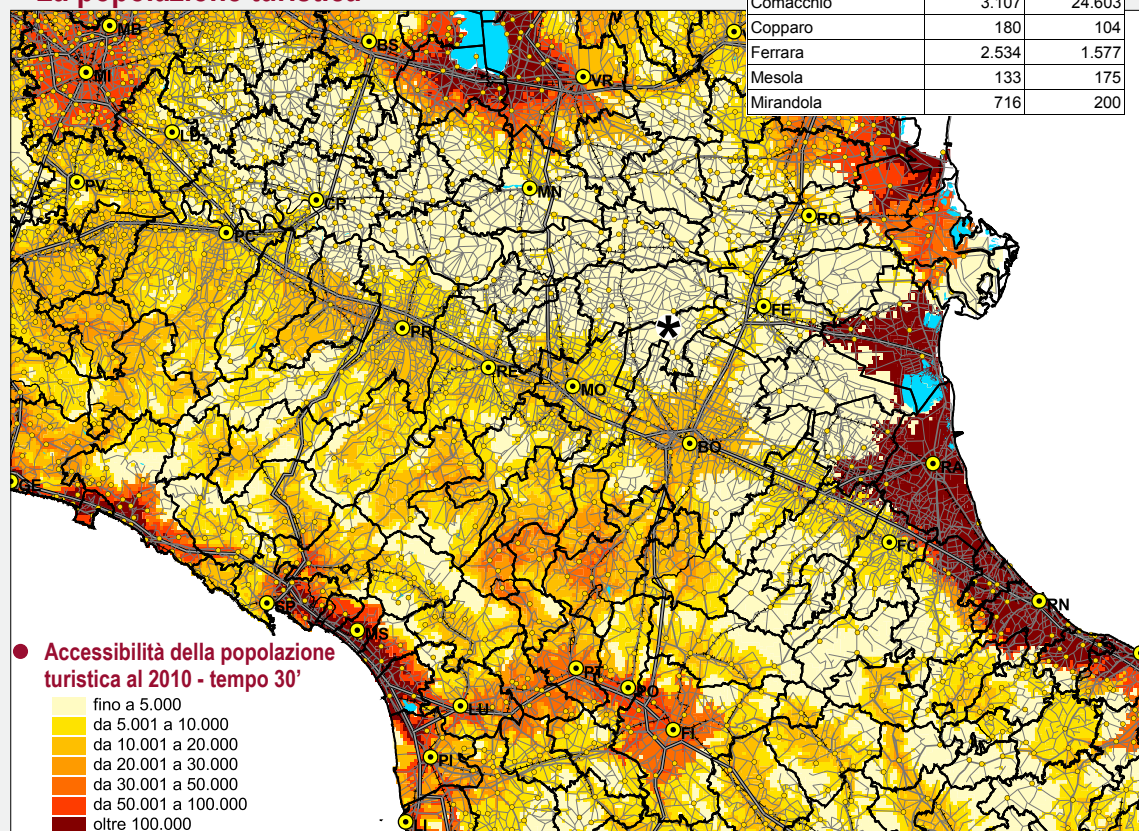 La popolazione turistica
Comacchio 3.107 24.603
Copparo 180 104
Ferrara 2.534 1.577
Mesola 133 175
Mirandola 716 200
MB
BS
MI
VR
PV
MN
CR
RO
FE
PR
RE
MO
BO
RA
GE
FC
SP
RN
MS
PT
PO
LU
FI
PI
LI
*
● Accessibilità della popolazione
turistica al 2010 - tempo 30’
fino a 5.000
da 5.001 a 10.000
da 10.001 a 20.000
da 20.001 a 30.000
da 30.001 a 50.000
da 50.001 a 100.000
oltre 100.000